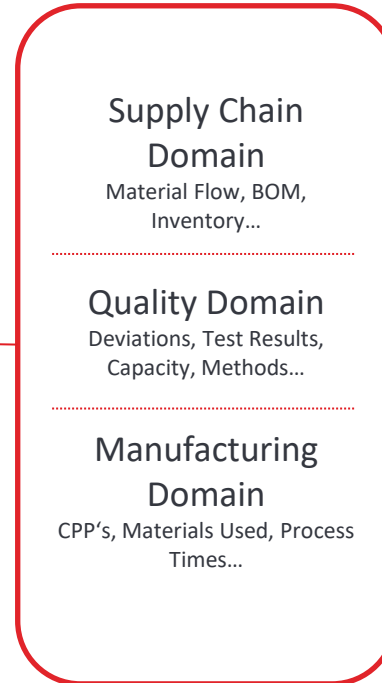 Supply Chain
Domain
Material Flow, BOM,
Inventory…
Quality Domain
Deviations, Test Results,
Capacity, Methods…
Manufacturing
Domain
CPP‘s, Materials Used, Process
Times…